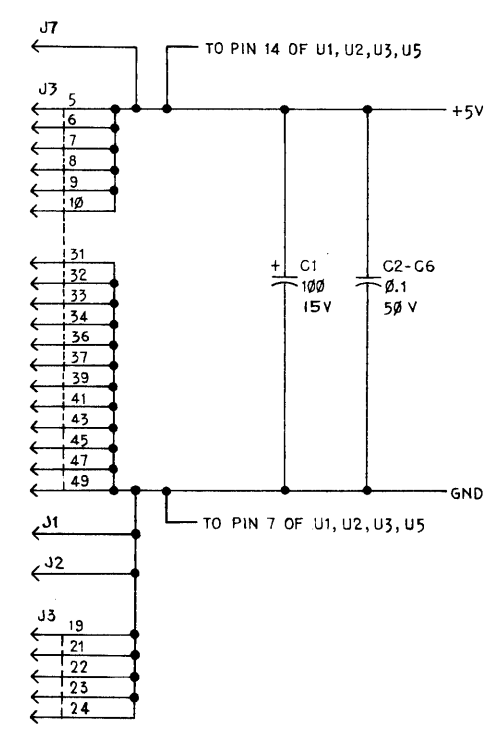 J7
TO PIN 14 OF U1, U2, U3, U5
J3
5
+5V
6
7
8
9
1Ø
31
32
33
34
36
37
39
41
43
45
47
49
+ C1
1ØØ
15V
C2-C6
Ø.1
5Ø V
GND
TO PIN 7 OF U1, U2, U3, U5
J1
J2
J3
19
21
22
23
24